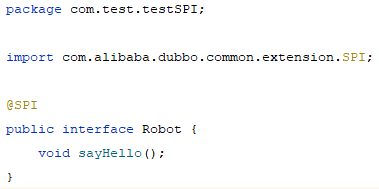 package com.test.testSPI;
import com.alibaba.dubbo.common.extension.SPI;
@SPI
public interface Robot {
    void sayHello();
}